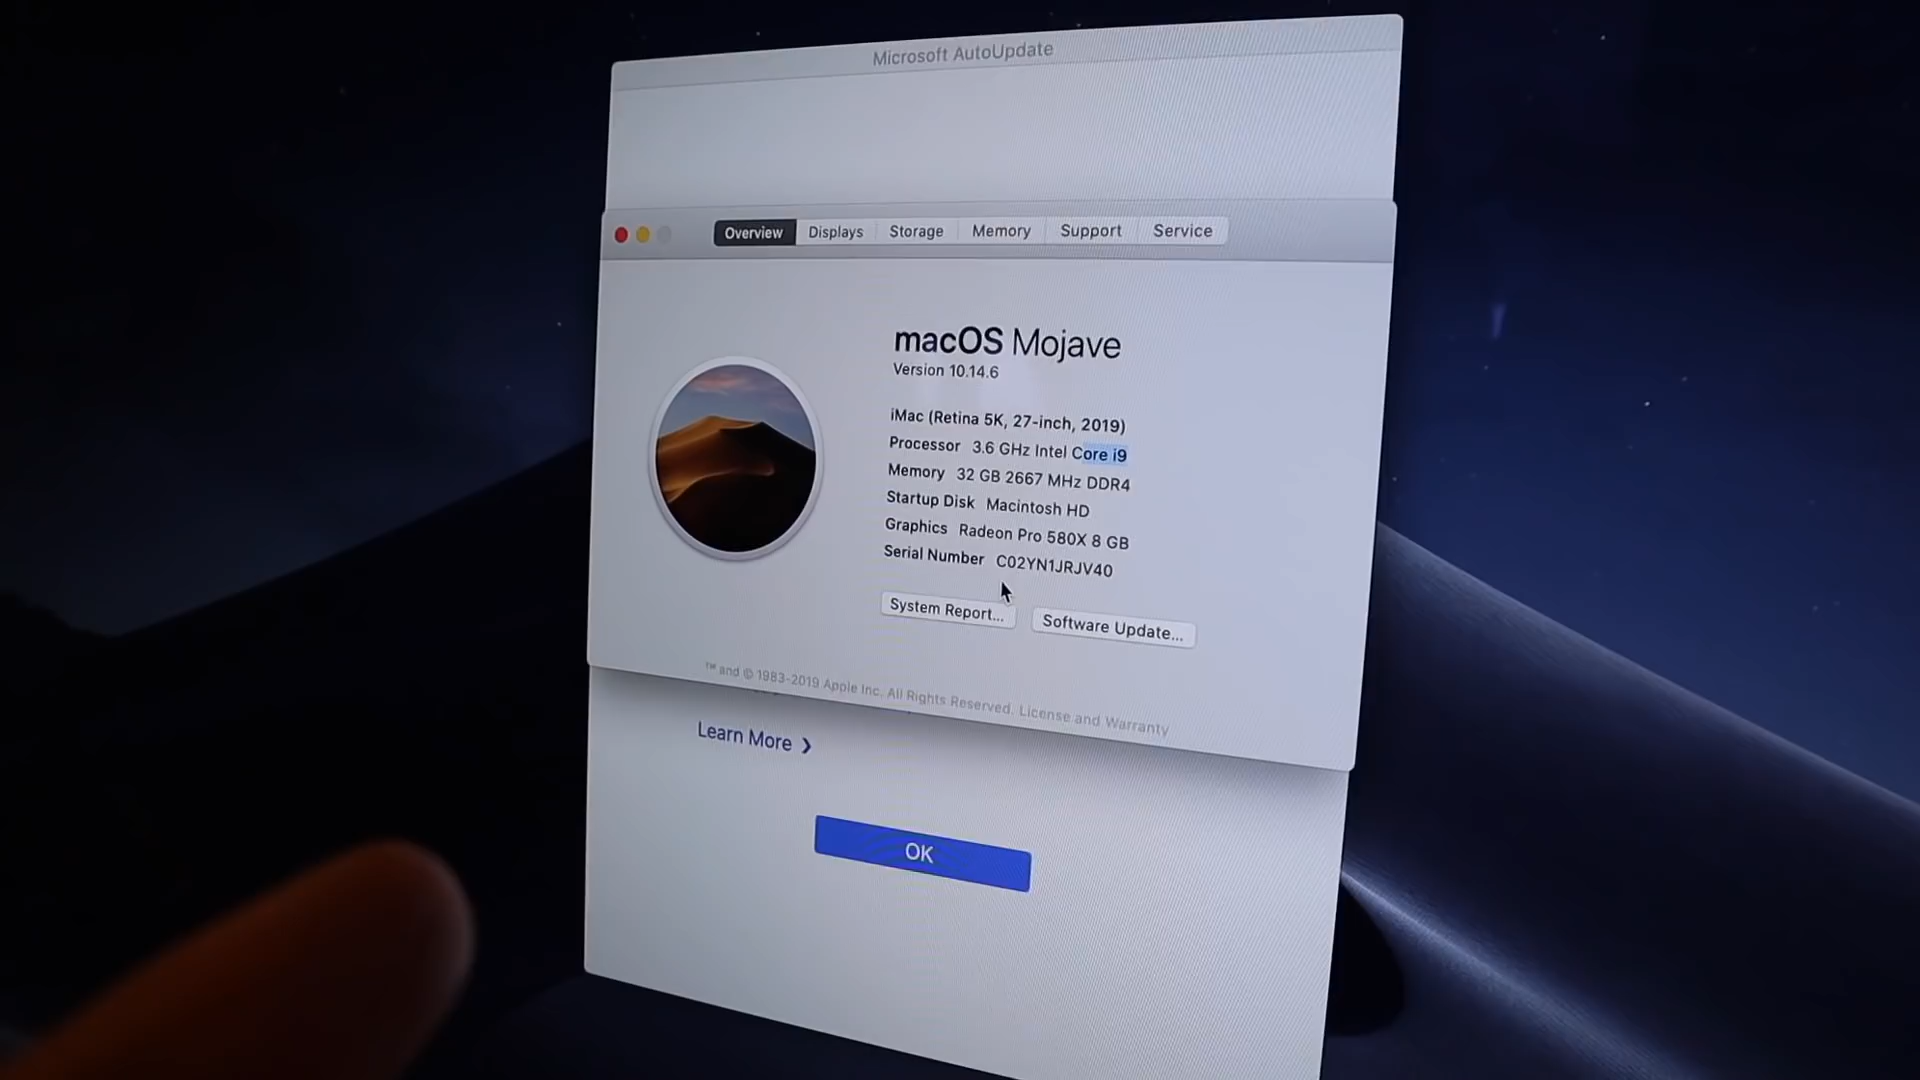 Microsoft AutoUpdate
Overview Displays Storage Memory Support Service
macOS Mojave
Version 10.14.6
iMac (Retina 5K, 27-inch, 2019)
Processor 3.6 GHz Intel Core i9
Memory 32 GB 2667 MHz DDR4
Startup Disk Macintosh HD
Graphics Radeon Pro 580X 8 GB
Serial Number C02YN1JRJV40
System Report... Software Update...
™ and © 1983-2019 Apple Inc. All Rights Reserved. License and Warranty
Learn More ❯
OK